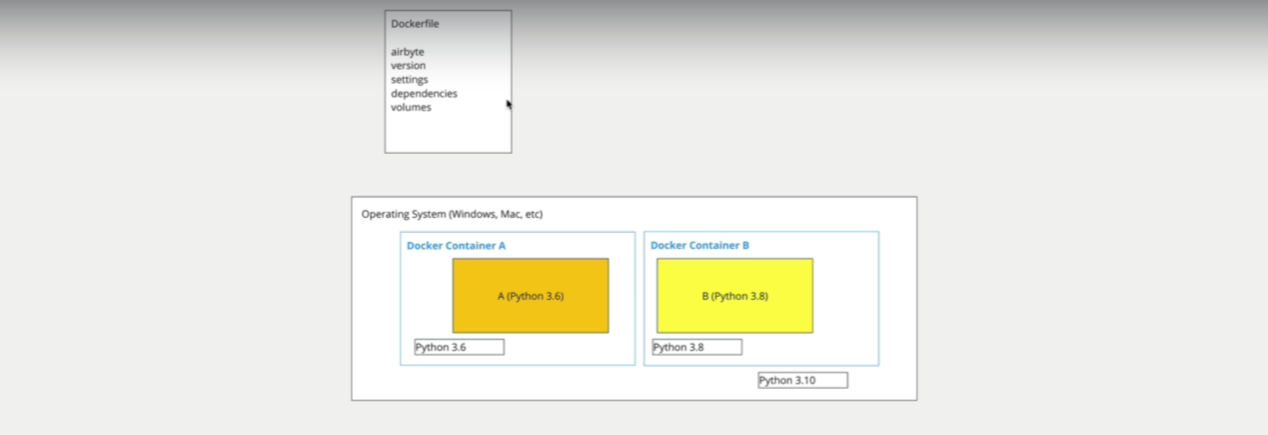 Dockerfile
airbyte
version
settings
dependencies
volumes
Operating System (Windows, Mac, etc)
Docker Container A
A (Python 3.6)
Python 3.6
Docker Container B
B (Python 3.8)
Python 3.8
Python 3.10